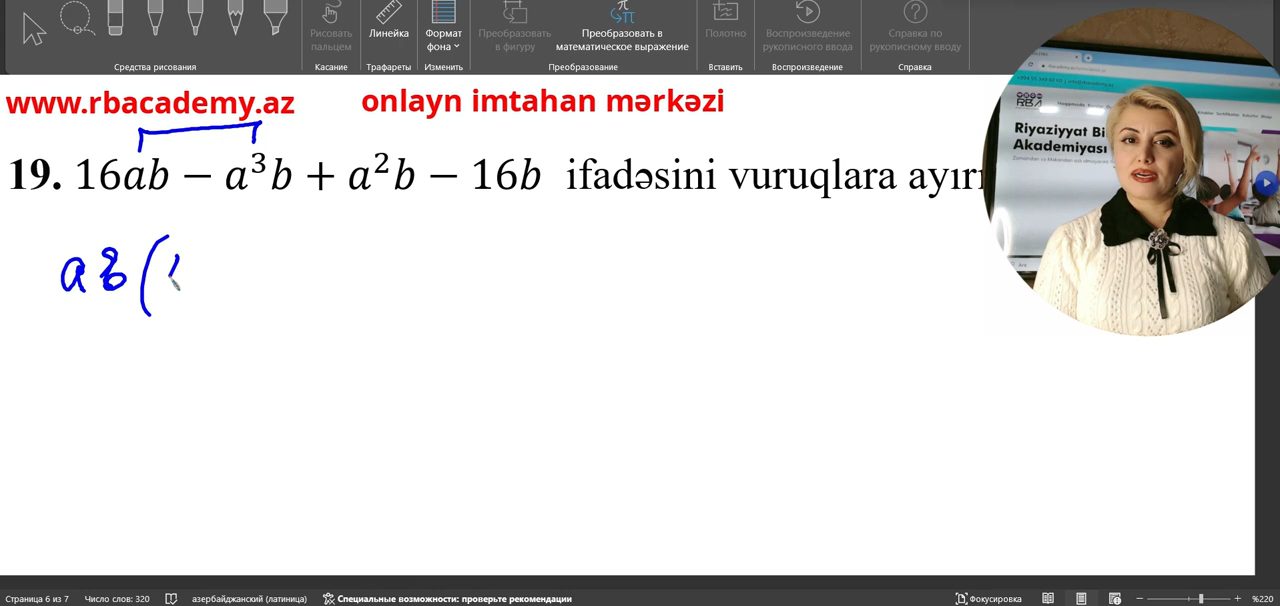 Рисовать пальцем
Линейка
Формат фона
Преобразовать в фигуру
Преобразовать в математическое выражение
Полотно
Воспроизведение рукописного ввода
Справка по рукописному вводу
Средства рисования
Касание
Трафареты
Изменить
Преобразование
Вставить
Воспроизведение
Справка
www.rbacademy.az onlayn imtahan mərkəzi
19. 16ab − a³b + a²b − 16b ifadəsini vuruqlara ayırı
ab(
RBA
Riyaziyyat Bi
Akademiyası
Страница 6 из 7 Число слов: 320 азербайджанский (латиница) Специальные возможности: проверьте рекомендации Фокусировка %220